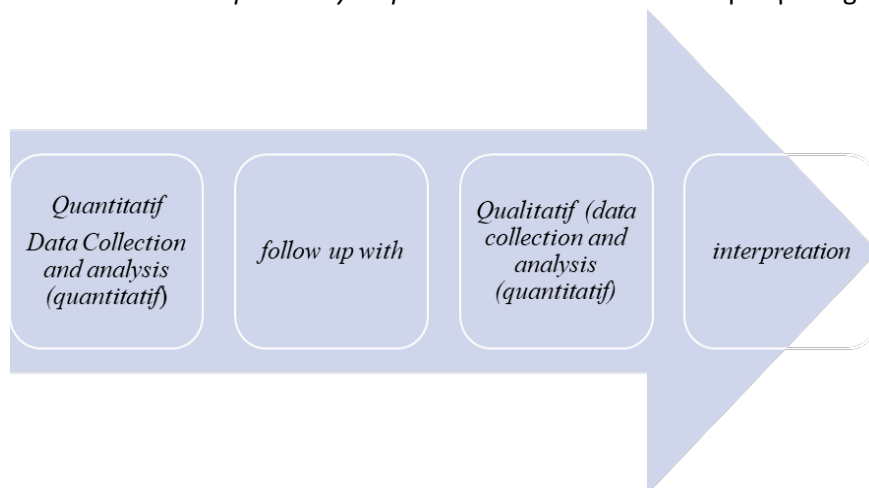 Quantitatif
Data Collection
and analysis
(quantitatif)
follow up with
Qualitatif (data
collection and
analysis
(quantitatif)
interpretation